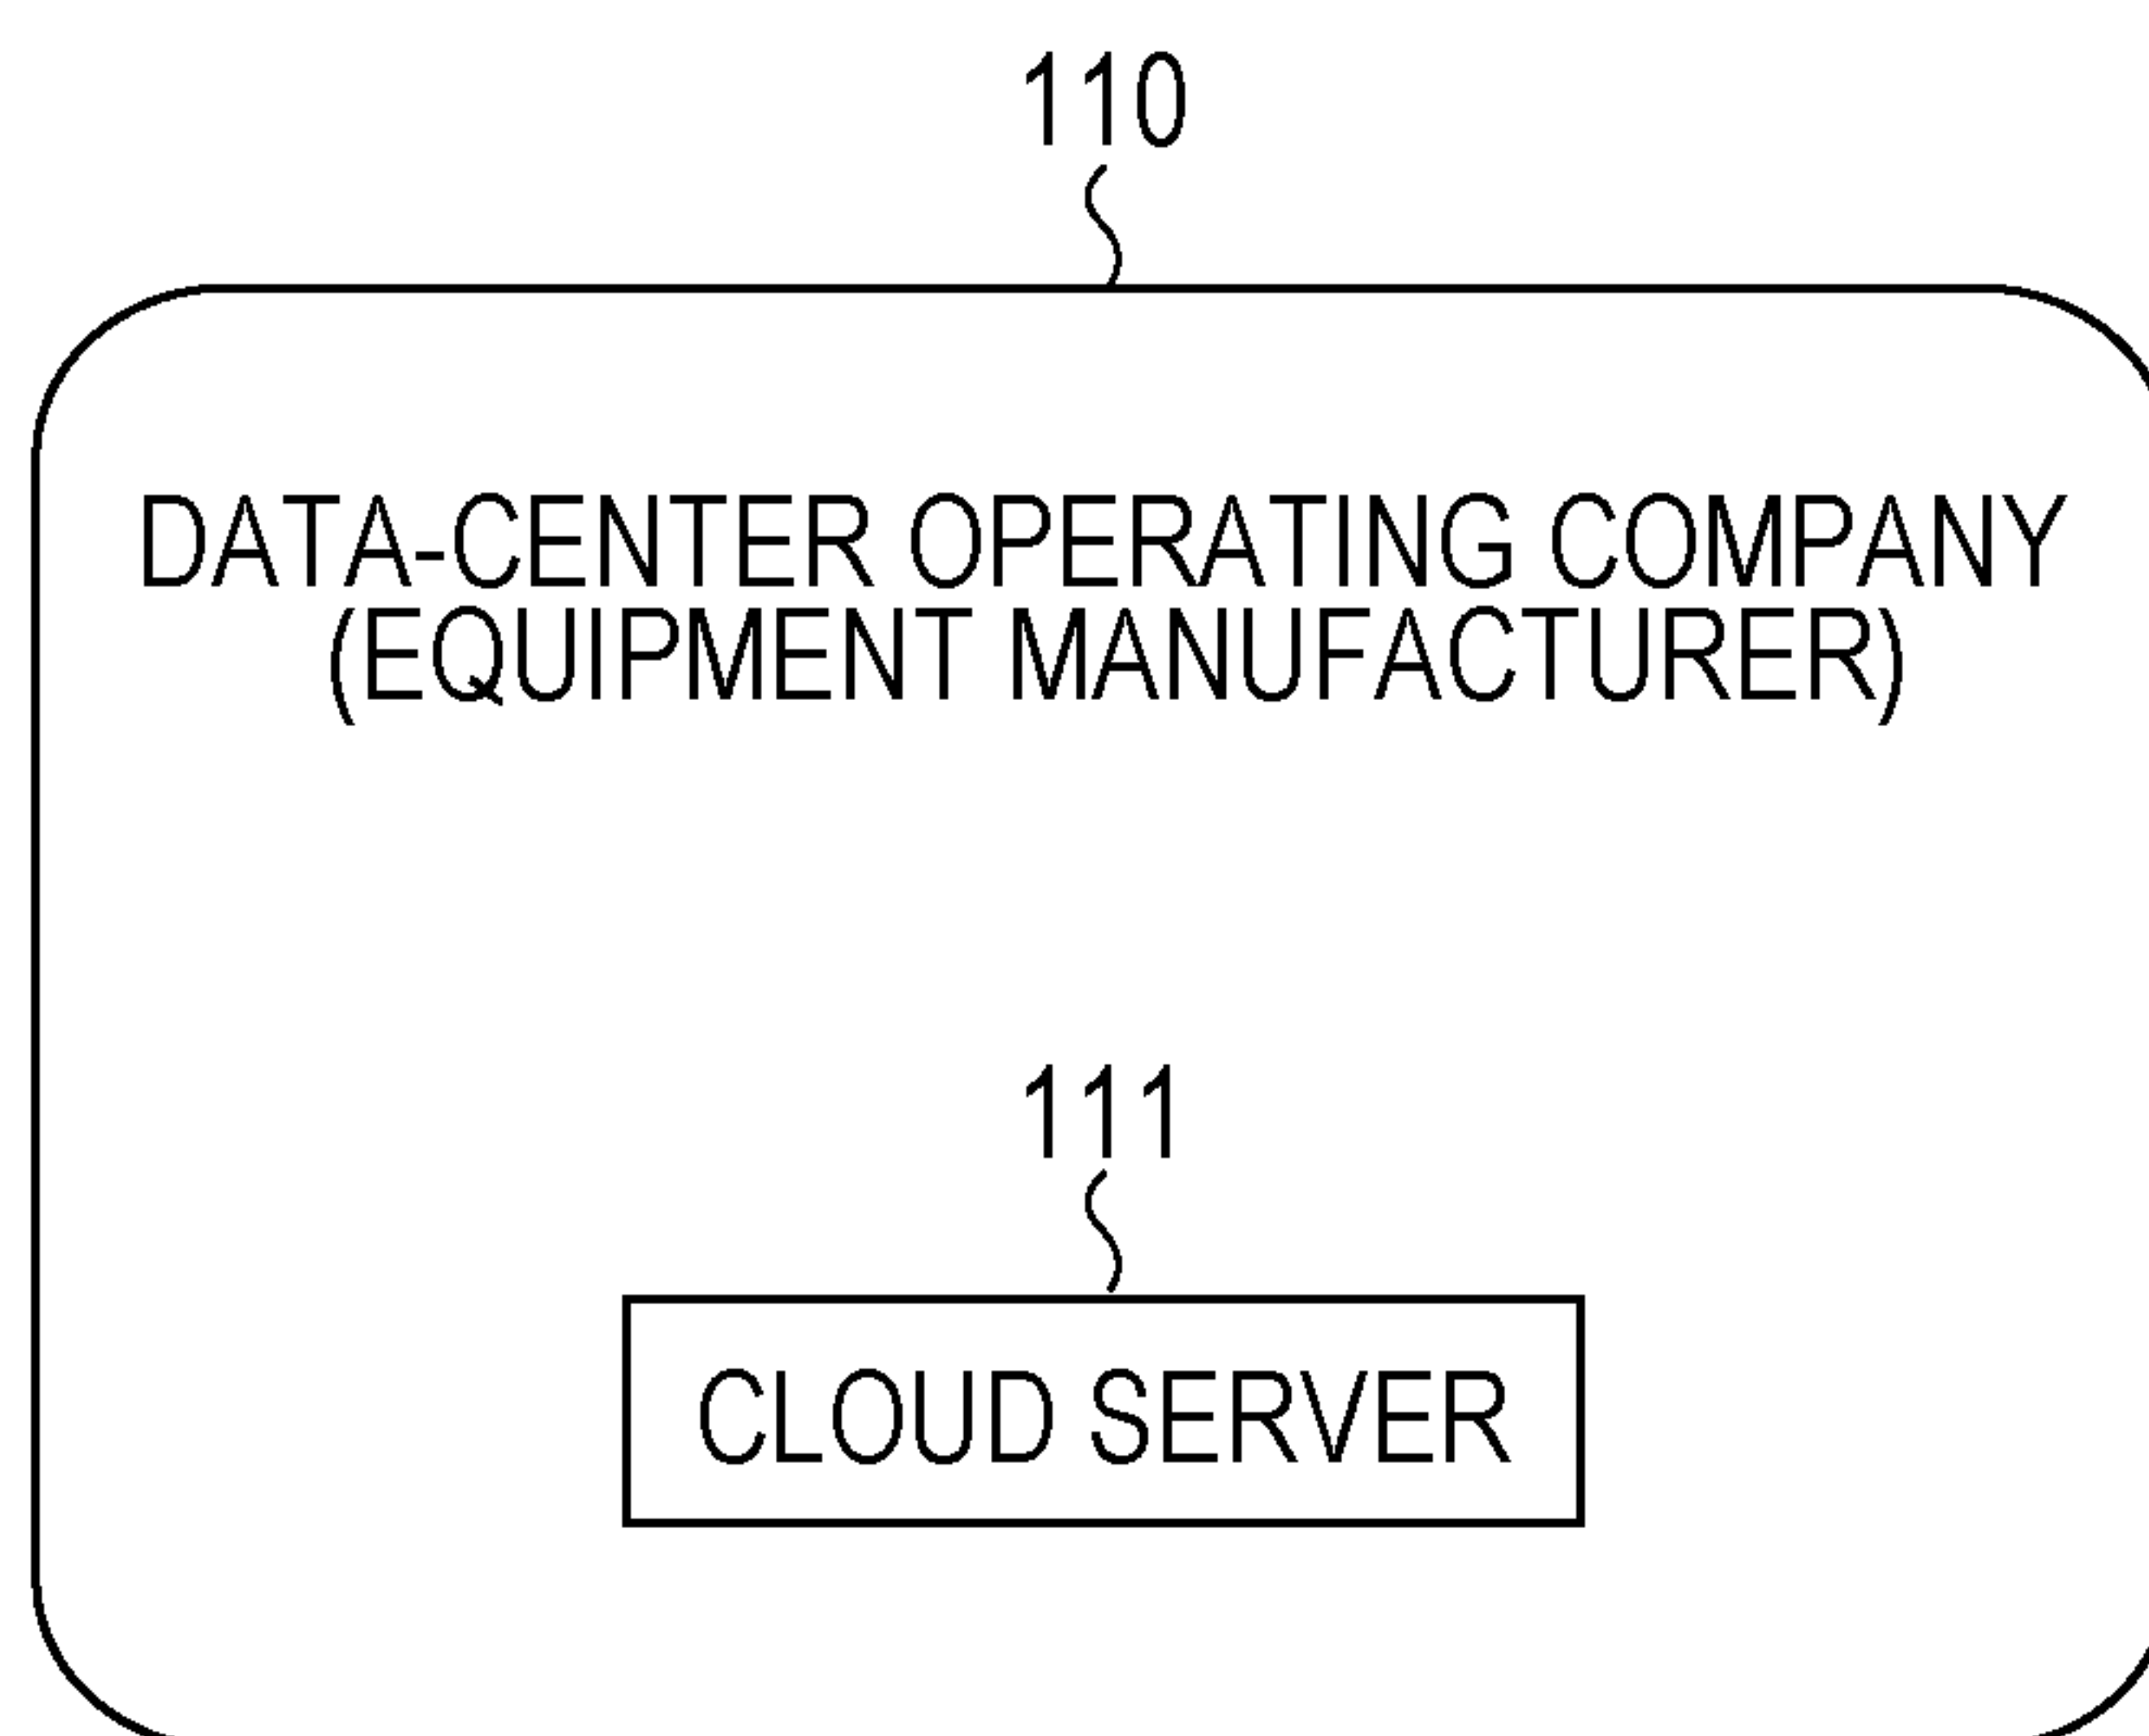 110
DATA-CENTER OPERATING COMPANY
(EQUIPMENT MANUFACTURER)
111
CLOUD SERVER